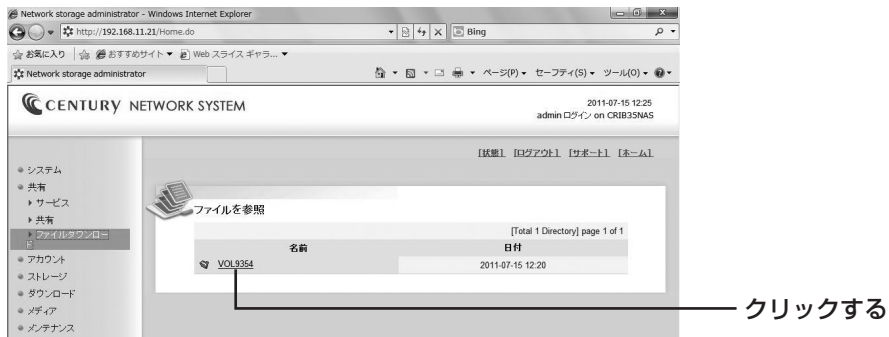 Network storage administrator - Windows Internet Explorer
http://192.168.11.21/Home.do
Bing
お気に入り おすすめサイト ▼ Web スライス ギャラ... ▼
Network storage administrator
ページ(P) ▼ セーフティ(S) ▼ ツール(O) ▼
CENTURY NETWORK SYSTEM
2011-07-15 12:25
admin ログイン on CRIB35NAS
[状態] [ログアウト] [サポート] [ホーム]
システム
共有
サービス
共有
ファイルダウンロー
ド
アカウント
ストレージ
ダウンロード
メディア
メンテナンス
ファイルを参照
[Total 1 Directory] page 1 of 1
名前 日付
VOL9354 2011-07-15 12:20
クリックする